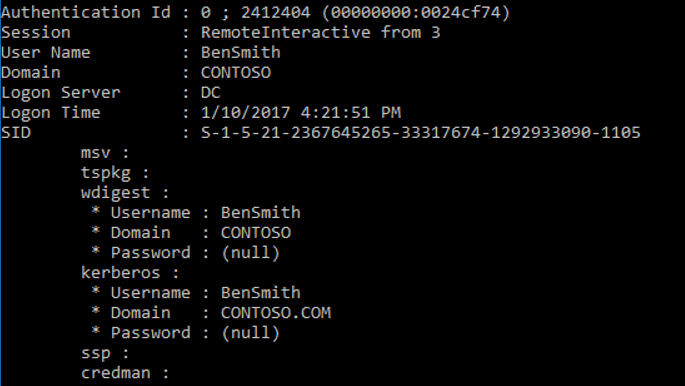 Authentication Id : 0 ; 2412404 (00000000:0024cf74)
Session           : RemoteInteractive from 3
User Name         : BenSmith
Domain            : CONTOSO
Logon Server      : DC
Logon Time        : 1/10/2017 4:21:51 PM
SID               : S-1-5-21-2367645265-33317674-1292933090-1105
        msv :
        tspkg :
        wdigest :
         * Username : BenSmith
         * Domain   : CONTOSO
         * Password : (null)
        kerberos :
         * Username : BenSmith
         * Domain   : CONTOSO.COM
         * Password : (null)
        ssp :
        credman :